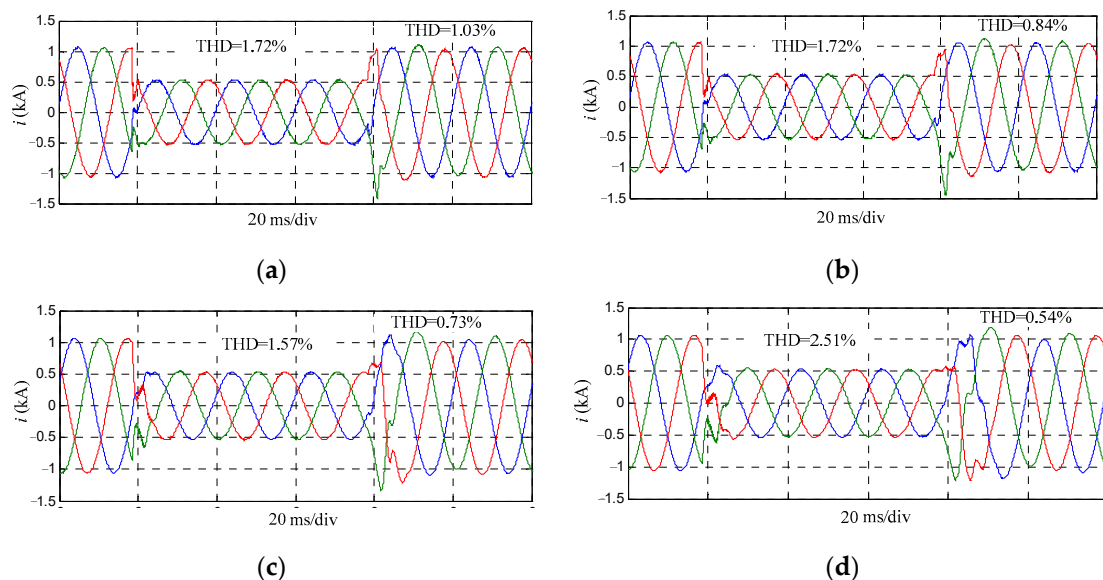 THD=1.72%
THD=1.03%
1.5
1
0.5
0
−0.5
−1
−1.5
i (kA)
20 ms/div
(a)
THD=1.72%
THD=0.84%
1.5
1
0.5
0
−0.5
−1
−1.5
i (kA)
20 ms/div
(b)
THD=1.57%
THD=0.73%
1.5
1
0.5
0
−0.5
−1
−1.5
i (kA)
20 ms/div
(c)
THD=2.51%
THD=0.54%
1.5
1
0.5
0
−0.5
−1
−1.5
i (kA)
20 ms/div
(d)